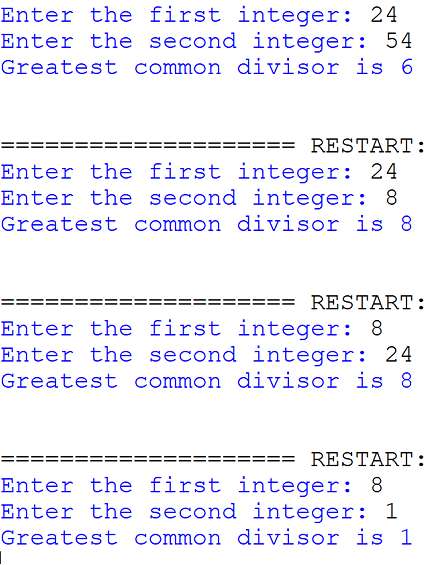 Enter the first integer: 24
Enter the second integer: 54
Greatest common divisor is 6
==================== RESTART:
Enter the first integer: 24
Enter the second integer: 8
Greatest common divisor is 8
==================== RESTART:
Enter the first integer: 8
Enter the second integer: 24
Greatest common divisor is 8
==================== RESTART:
Enter the first integer: 8
Enter the second integer: 1
Greatest common divisor is 1